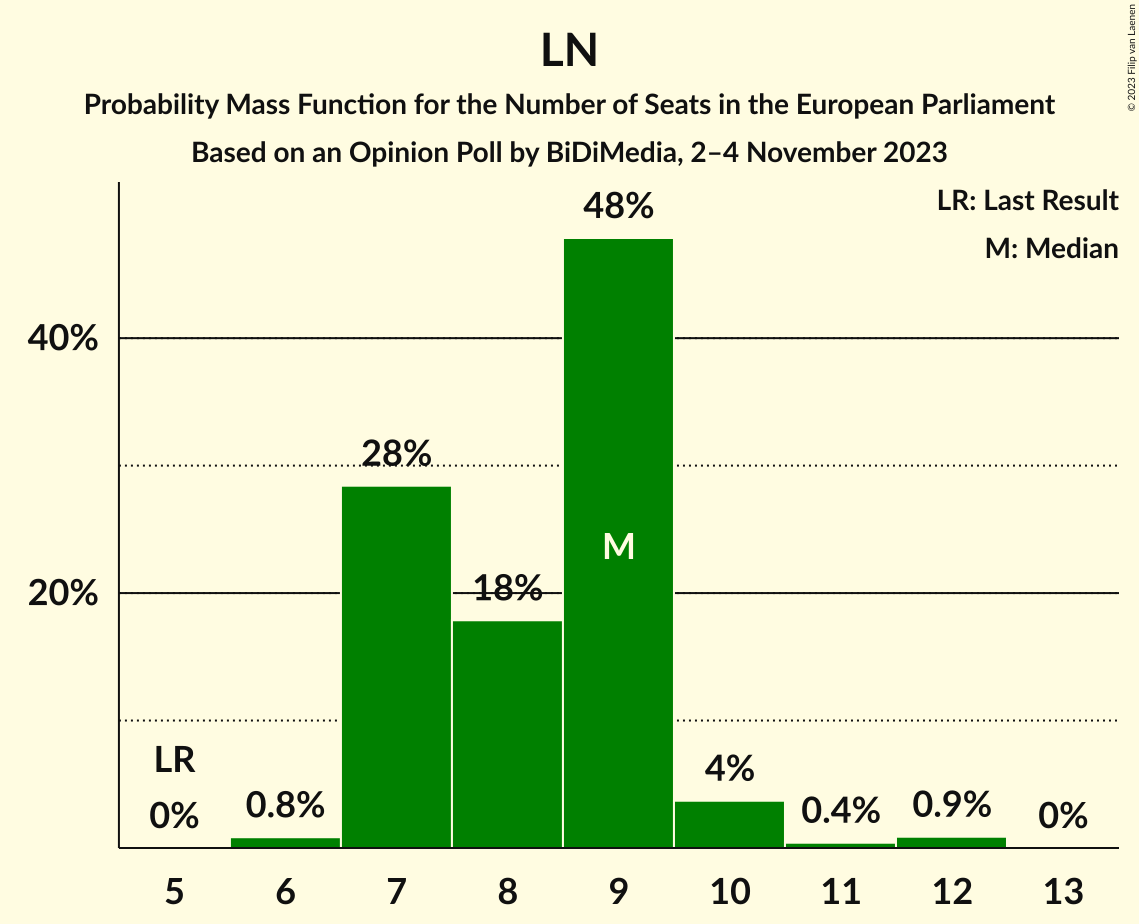 LN
Probability Mass Function for the Number of Seats in the European Parliament
Based on an Opinion Poll by BiDiMedia, 2–4 November 2023
© 2023 Filip van Laenen
LR: Last Result
M: Median
48%
40%
28%
M
18%
20%
LR
0%
0.8%
4%
0.4%
0.9%
0%
5 6 7 8 9 10 11 12 13